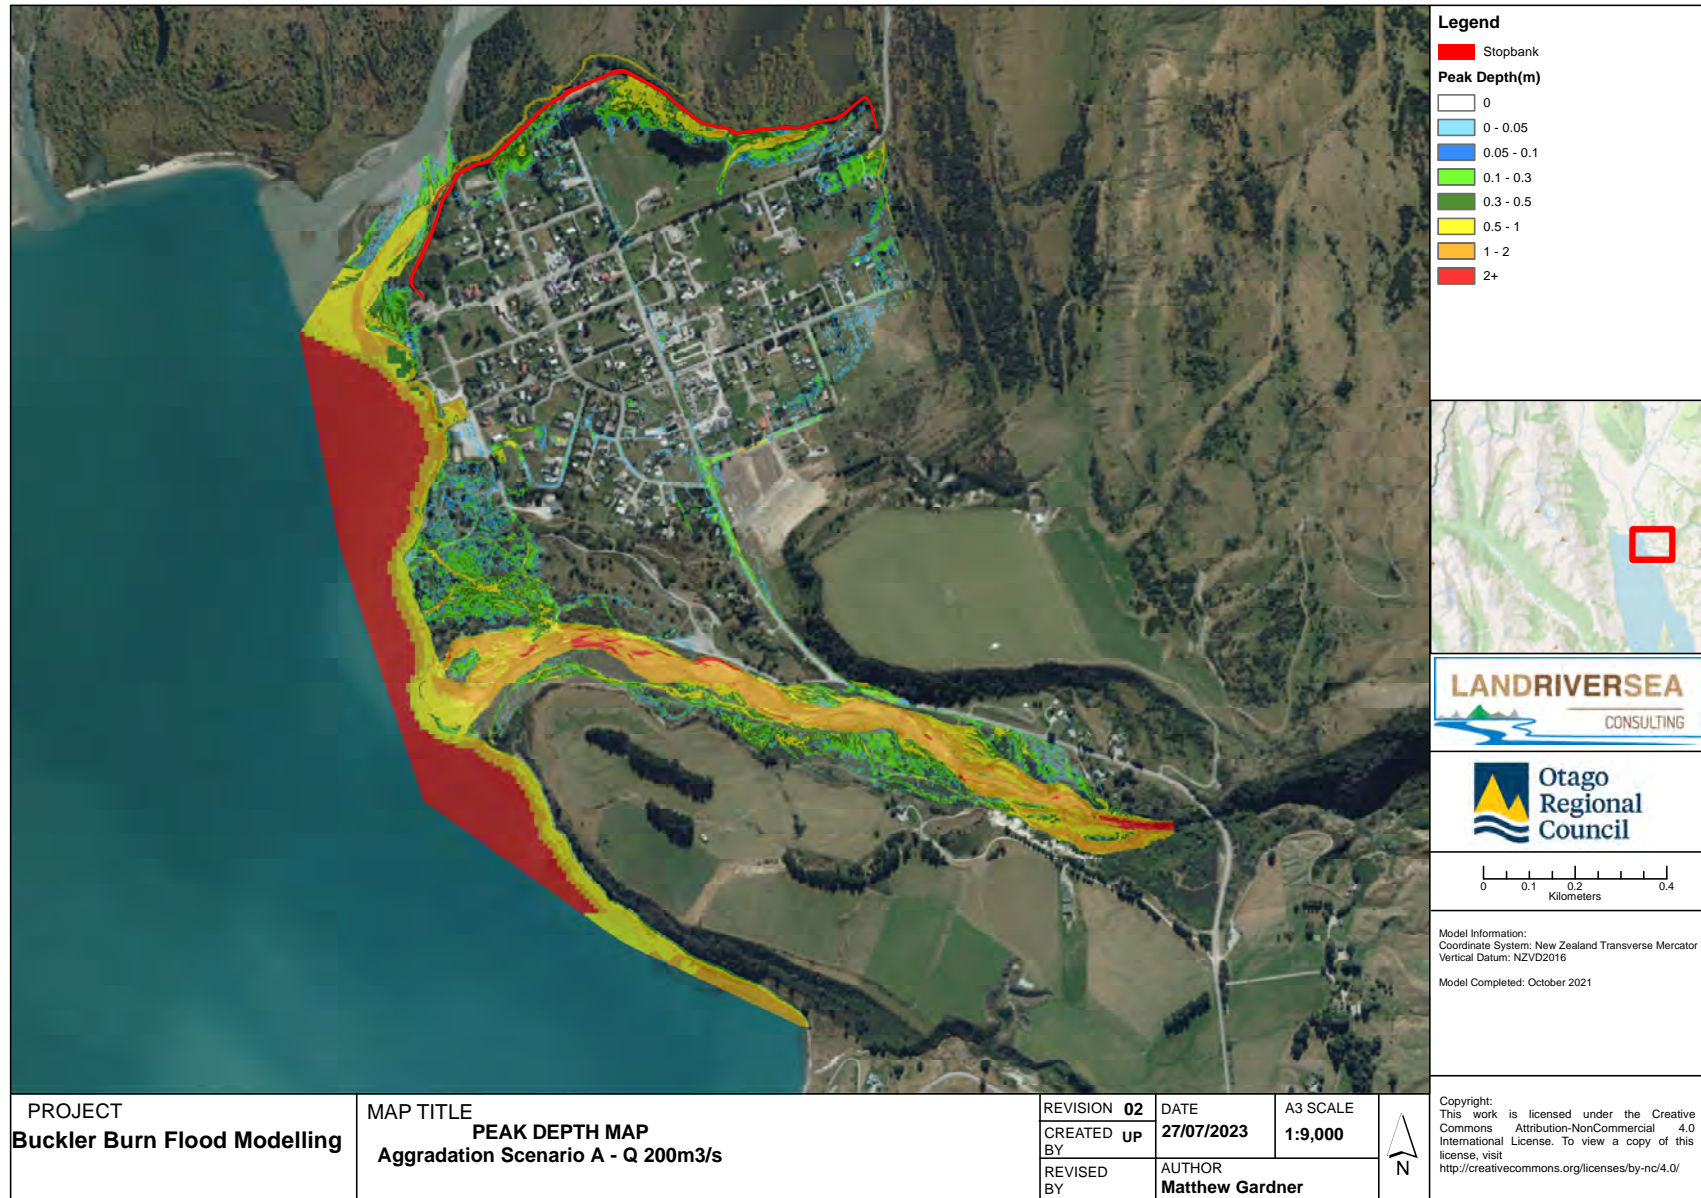 Legend
Stopbank
Peak Depth(m)
0
0 - 0.05
0.05 - 0.1
0.1 - 0.3
0.3 - 0.5
0.5 - 1
1 - 2
2+
LANDRIVERSEA
CONSULTING
Otago
Regional
Council
0 0.1 0.2 0.4
Kilometers
Model Information:
Coordinate System: New Zealand Transverse Mercator
Vertical Datum: NZVD2016
Model Completed: October 2021
Copyright:
This work is licensed under the Creative
Commons Attribution-NonCommercial 4.0
International License. To view a copy of this
license, visit
http://creativecommons.org/licenses/by-nc/4.0/
PROJECT
Buckler Burn Flood Modelling
MAP TITLE
PEAK DEPTH MAP
Aggradation Scenario A - Q 200m3/s
REVISION 02
CREATED BY UP
REVISED BY
DATE
27/07/2023
A3 SCALE
1:9,000
AUTHOR
Matthew Gardner
N